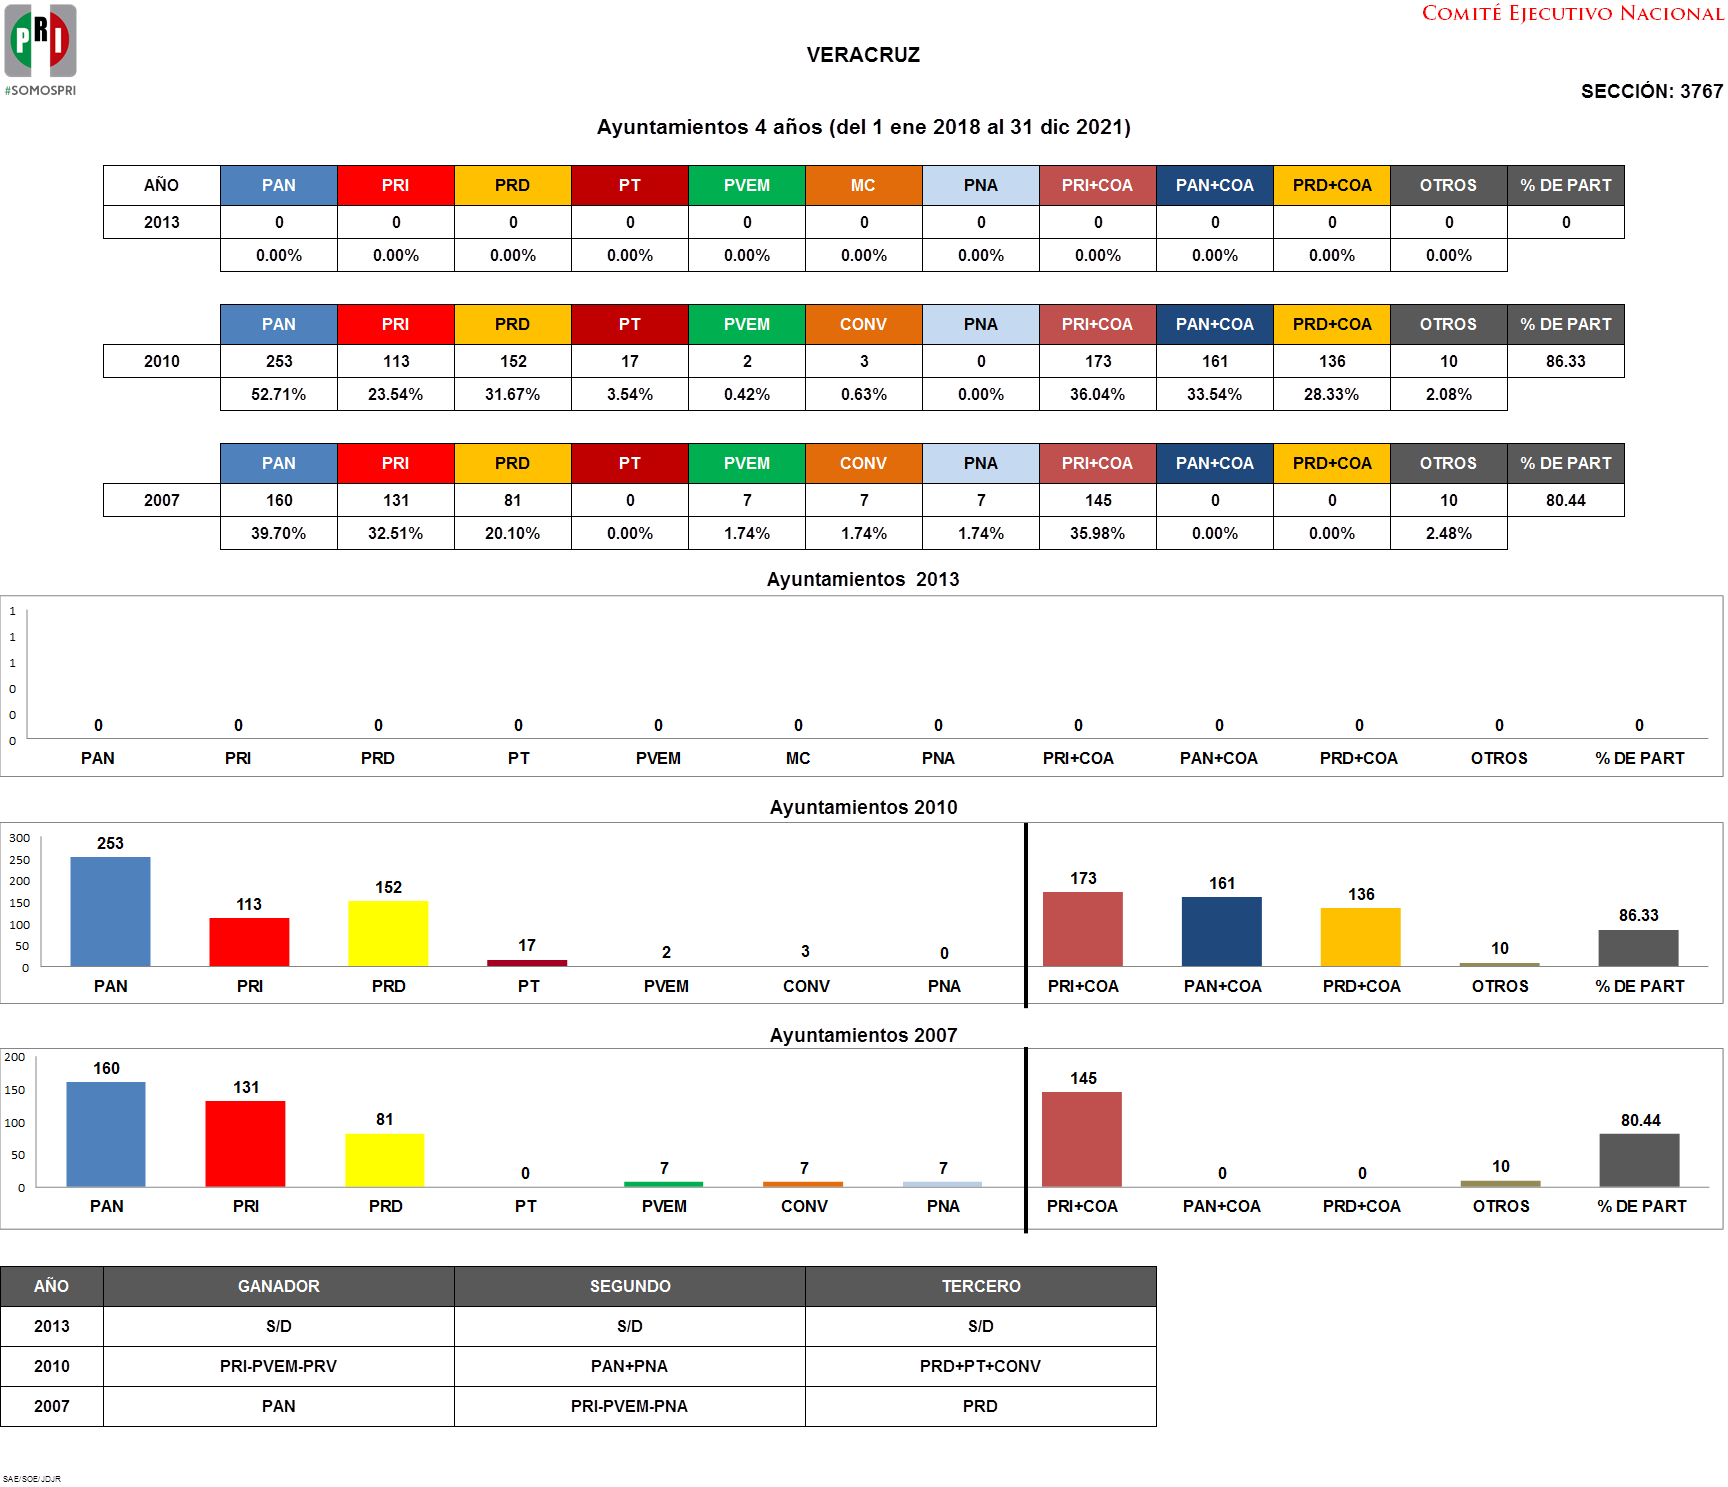 PRI
#SOMOSPRI
Comité Ejecutivo Nacional
VERACRUZ
SECCIÓN: 3767
Ayuntamientos 4 años (del 1 ene 2018 al 31 dic 2021)
AÑO PAN PRI PRD PT PVEM MC PNA PRI+COA PAN+COA PRD+COA OTROS % DE PART
2013 0 0 0 0 0 0 0 0 0 0 0 0
0.00% 0.00% 0.00% 0.00% 0.00% 0.00% 0.00% 0.00% 0.00% 0.00% 0.00%
PAN PRI PRD PT PVEM CONV PNA PRI+COA PAN+COA PRD+COA OTROS % DE PART
2010 253 113 152 17 2 3 0 173 161 136 10 86.33
52.71% 23.54% 31.67% 3.54% 0.42% 0.63% 0.00% 36.04% 33.54% 28.33% 2.08%
PAN PRI PRD PT PVEM CONV PNA PRI+COA PAN+COA PRD+COA OTROS % DE PART
2007 160 131 81 0 7 7 7 145 0 0 10 80.44
39.70% 32.51% 20.10% 0.00% 1.74% 1.74% 1.74% 35.98% 0.00% 0.00% 2.48%
Ayuntamientos 2013
1
1
1
0
0
0
0 0 0 0 0 0 0 0 0 0 0 0
PAN PRI PRD PT PVEM MC PNA PRI+COA PAN+COA PRD+COA OTROS % DE PART
Ayuntamientos 2010
300
250
200
150
100
50
0
253 113 152 17 2 3 0 173 161 136 10 86.33
PAN PRI PRD PT PVEM CONV PNA PRI+COA PAN+COA PRD+COA OTROS % DE PART
Ayuntamientos 2007
200
150
100
50
0
160 131 81 0 7 7 7 145 0 0 10 80.44
PAN PRI PRD PT PVEM CONV PNA PRI+COA PAN+COA PRD+COA OTROS % DE PART
AÑO GANADOR SEGUNDO TERCERO
2013 S/D S/D S/D
2010 PRI-PVEM-PRV PAN+PNA PRD+PT+CONV
2007 PAN PRI-PVEM-PNA PRD
SAE/SOE/JDJR